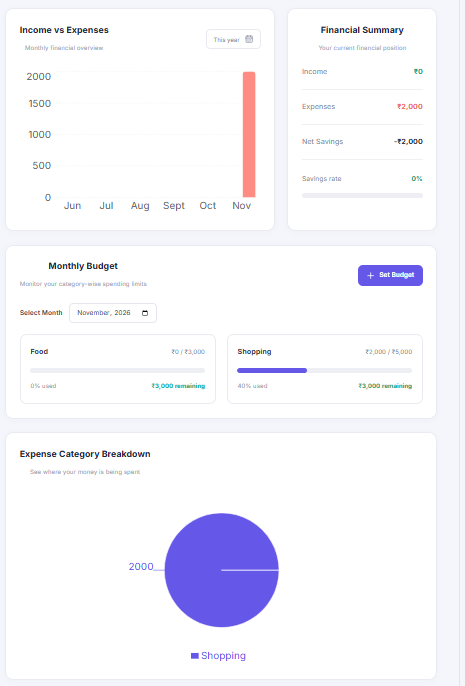 Income vs Expenses
Monthly financial overview
This year
2000
1500
1000
500
0
Jun Jul Aug Sept Oct Nov
Financial Summary
Your current financial position
Income ₹0
Expenses ₹2,000
Net Savings -₹2,000
Savings rate 0%
Monthly Budget
Monitor your category-wise spending limits
+ Set Budget
Select Month November, 2026
Food ₹0 / ₹3,000
0% used ₹3,000 remaining
Shopping ₹2,000 / ₹5,000
40% used ₹3,000 remaining
Expense Category Breakdown
See where your money is being spent
2000
Shopping